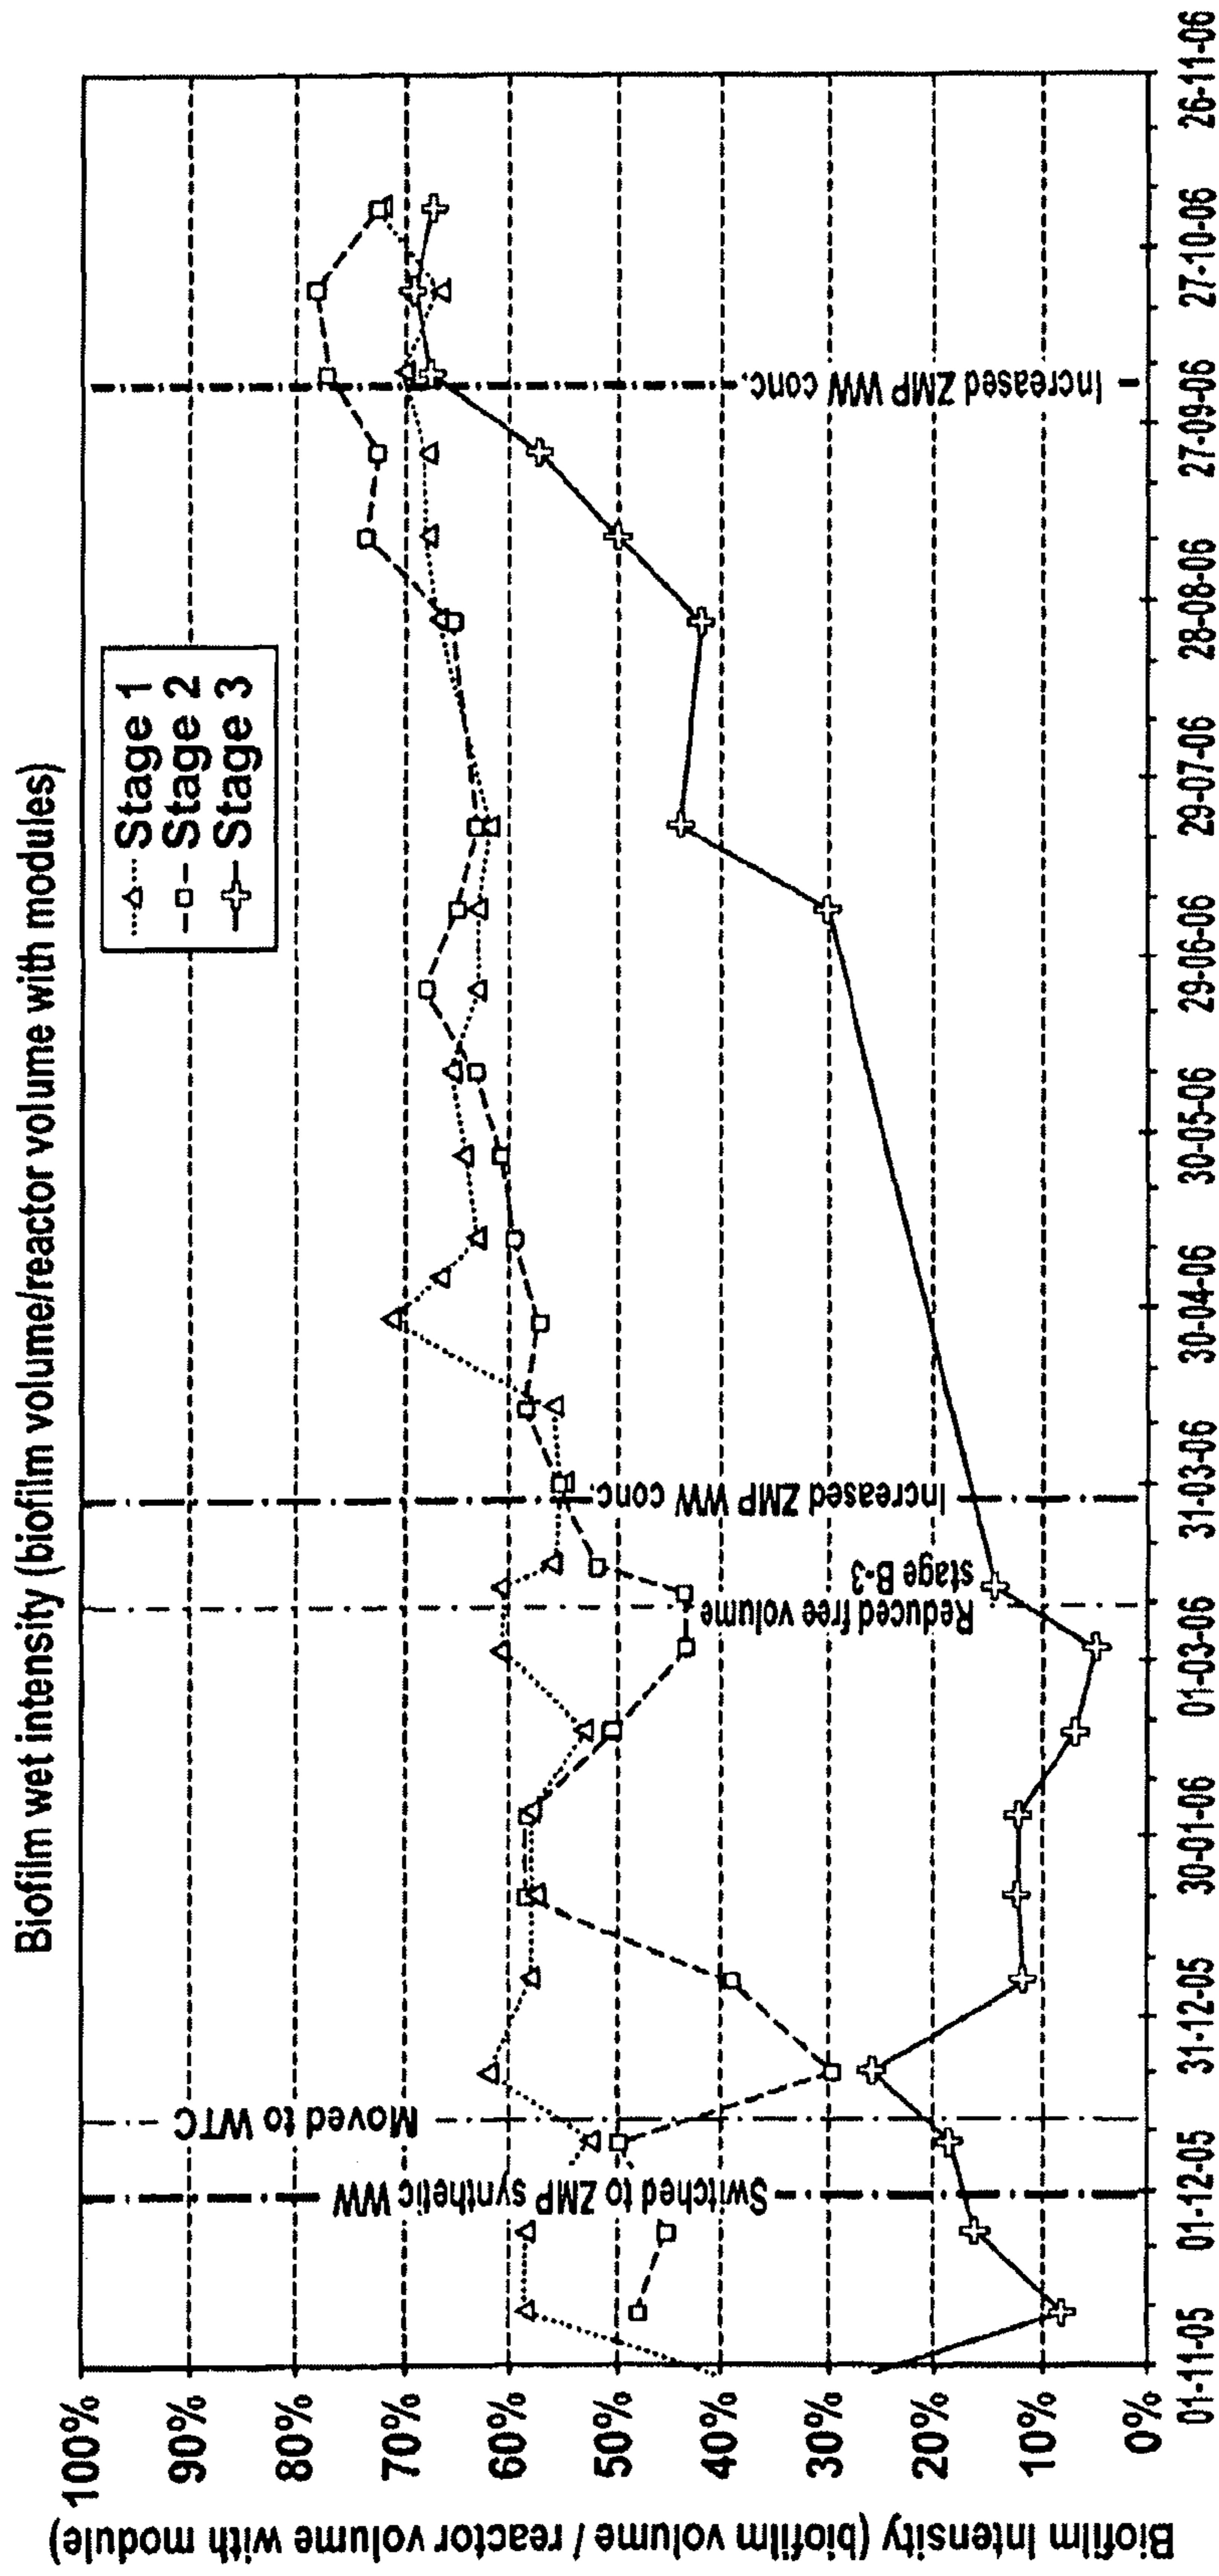 Biofilm wet intensity (biofilm volume/reactor volume with modules)
Biofilm Intensity (biofilm volume / reactor volume with module)
100%
90%
80%
70%
60%
50%
40%
30%
20%
10%
0%
Stage 1
Stage 2
Stage 3
Switched to ZMP synthetic WW
Moved to WTC
Reduced free volume
stage B-3
Increased ZMP WW conc.
Increased ZMP WW conc.
01-11-05
01-12-05
31-12-05
30-01-06
01-03-06
31-03-06
30-04-06
30-05-06
29-06-06
29-07-06
28-08-06
27-09-06
27-10-06
26-11-06